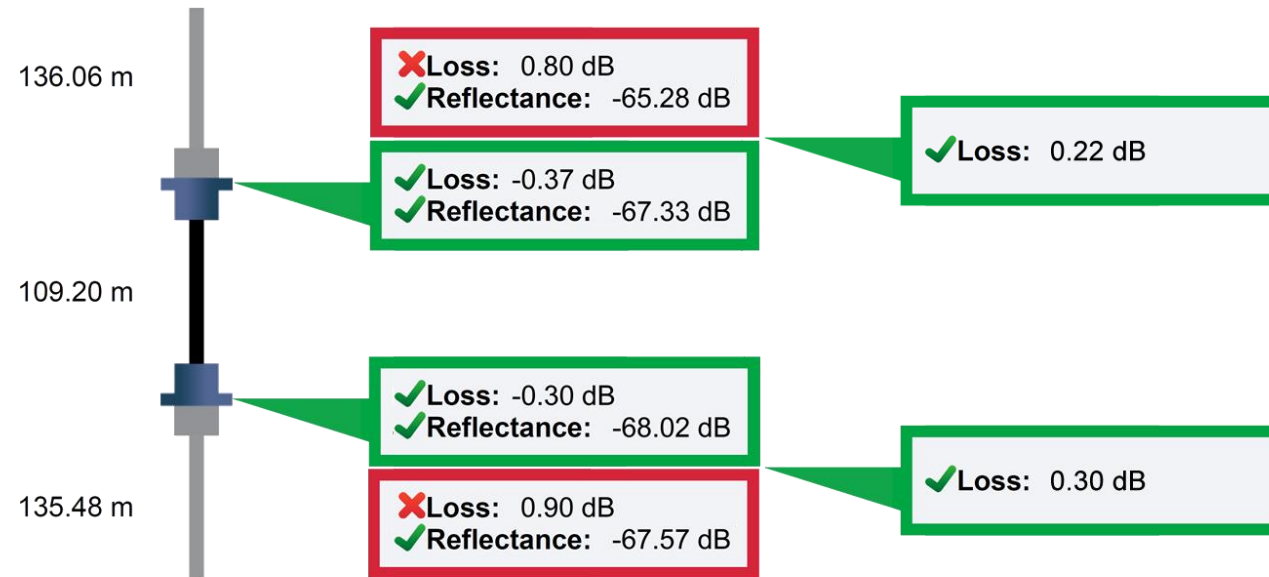 136.06 m
❌Loss: 0.80 dB
✔Reflectance: -65.28 dB
✔Loss: 0.22 dB
✔Loss: -0.37 dB
✔Reflectance: -67.33 dB
109.20 m
✔Loss: -0.30 dB
✔Reflectance: -68.02 dB
✔Loss: 0.30 dB
❌Loss: 0.90 dB
✔Reflectance: -67.57 dB
135.48 m